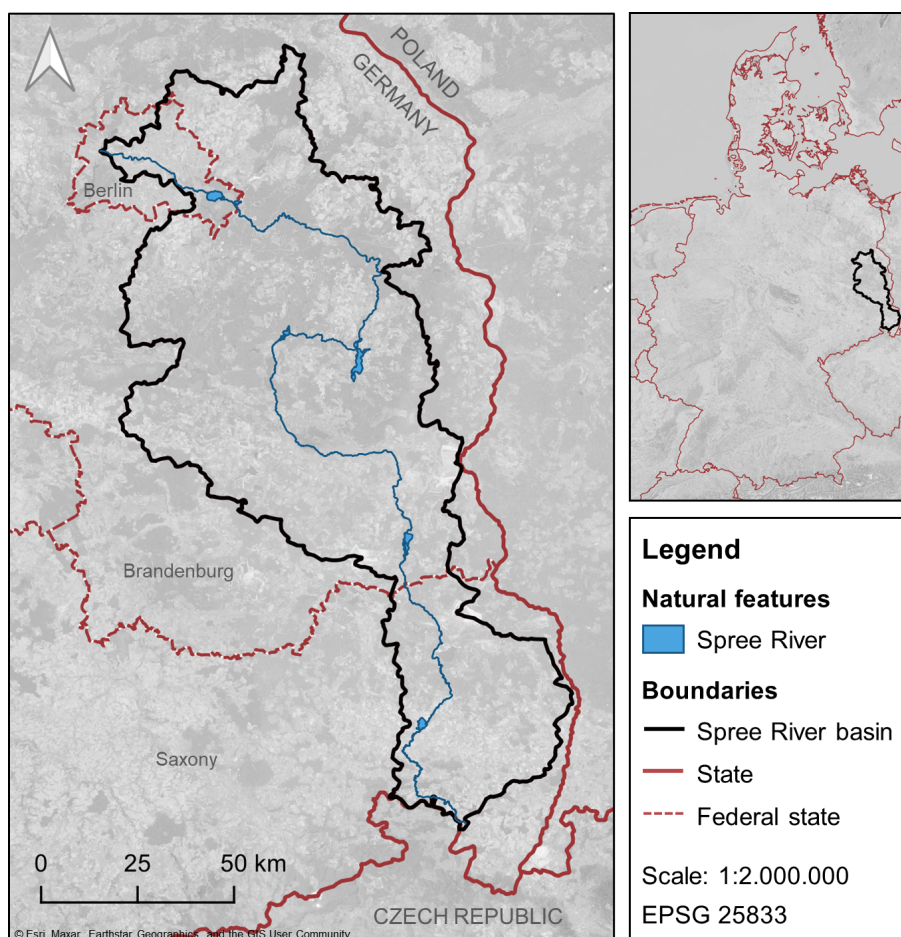 POLAND
GERMANY
Berlin
Brandenburg
Saxony
0 25 50 km
CZECH REPUBLIC
© Esri, Maxar, Earthstar Geographics, and the GIS User Community
Legend
Natural features
Spree River
Boundaries
Spree River basin
State
Federal state
Scale: 1:2.000.000
EPSG 25833